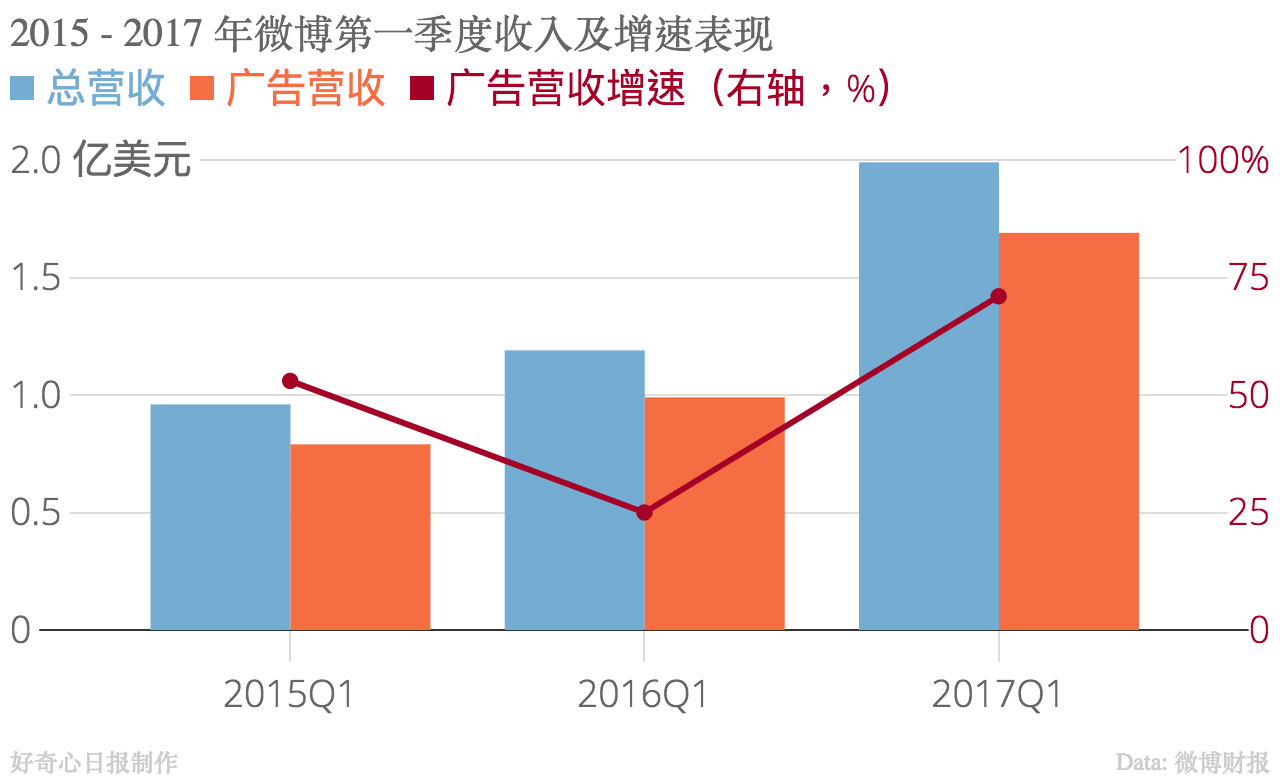 2015 - 2017 年微博第一季度收入及增速表现
总营收 广告营收 广告营收增速（右轴，%）
2.0 亿美元 100%
1.5 75
1.0 50
0.5 25
0 0
2015Q1 2016Q1 2017Q1
好奇心日报制作 Data: 微博财报